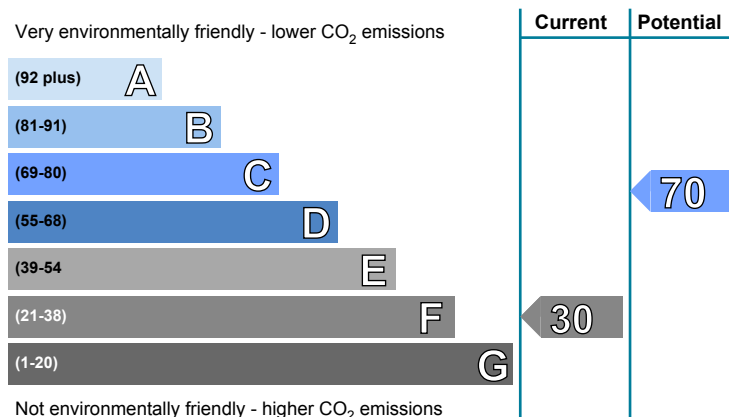 Very environmentally friendly - lower CO₂ emissions
Current
Potential
(92 plus) A
(81-91) B
(69-80) C
70
(55-68) D
(39-54 E
(21-38) F
30
(1-20) G
Not environmentally friendly - higher CO₂ emissions